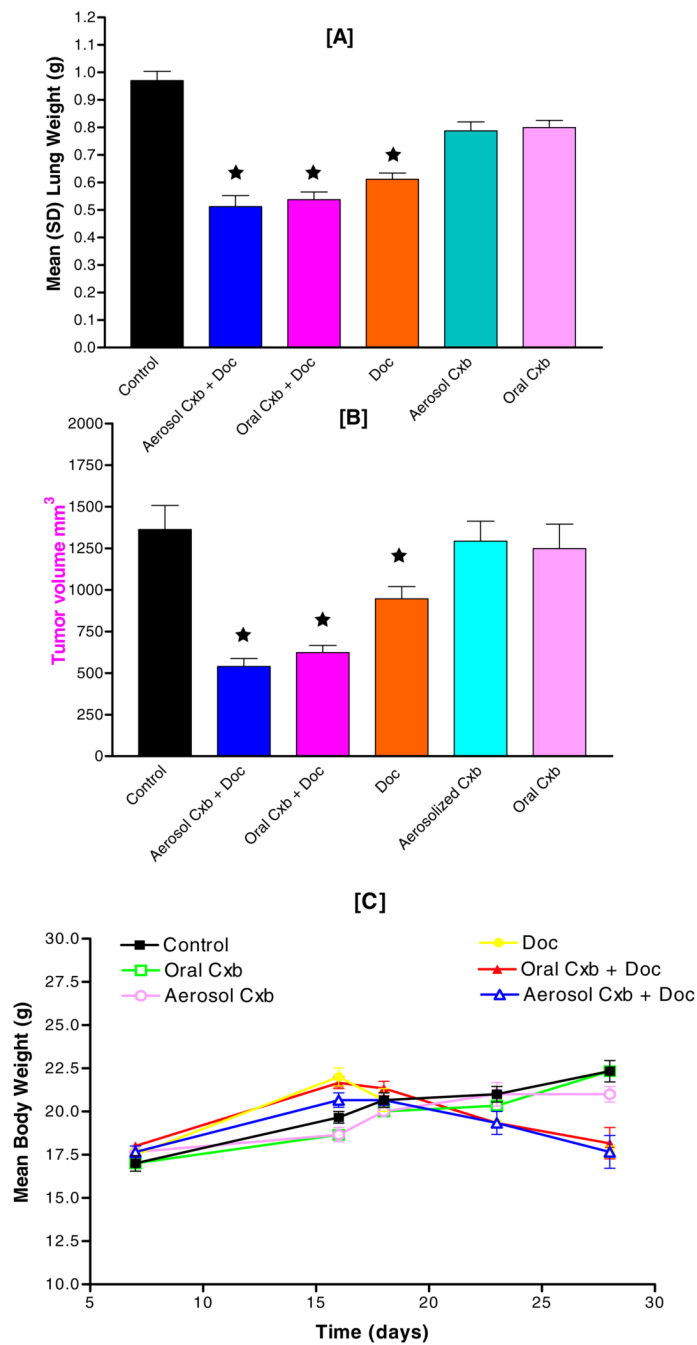 [A]
Mean (SD) Lung Weight (g)
1.2
1.1
1.0
0.9
0.8
0.7
0.6
0.5
0.4
0.3
0.2
0.1
0.0
Control
Aerosol Cxb + Doc
Oral Cxb + Doc
Doc
Aerosol Cxb
Oral Cxb
[B]
Tumor volume mm³
2000
1750
1500
1250
1000
750
500
250
0
Control
Aerosol Cxb + Doc
Oral Cxb + Doc
Doc
Aerosolized Cxb
Oral Cxb
[C]
Mean Body Weight (g)
30.0
27.5
25.0
22.5
20.0
17.5
15.0
12.5
10.0
Control
Oral Cxb
Aerosol Cxb
Doc
Oral Cxb + Doc
Aerosol Cxb + Doc
5
10
15
20
25
30
Time (days)